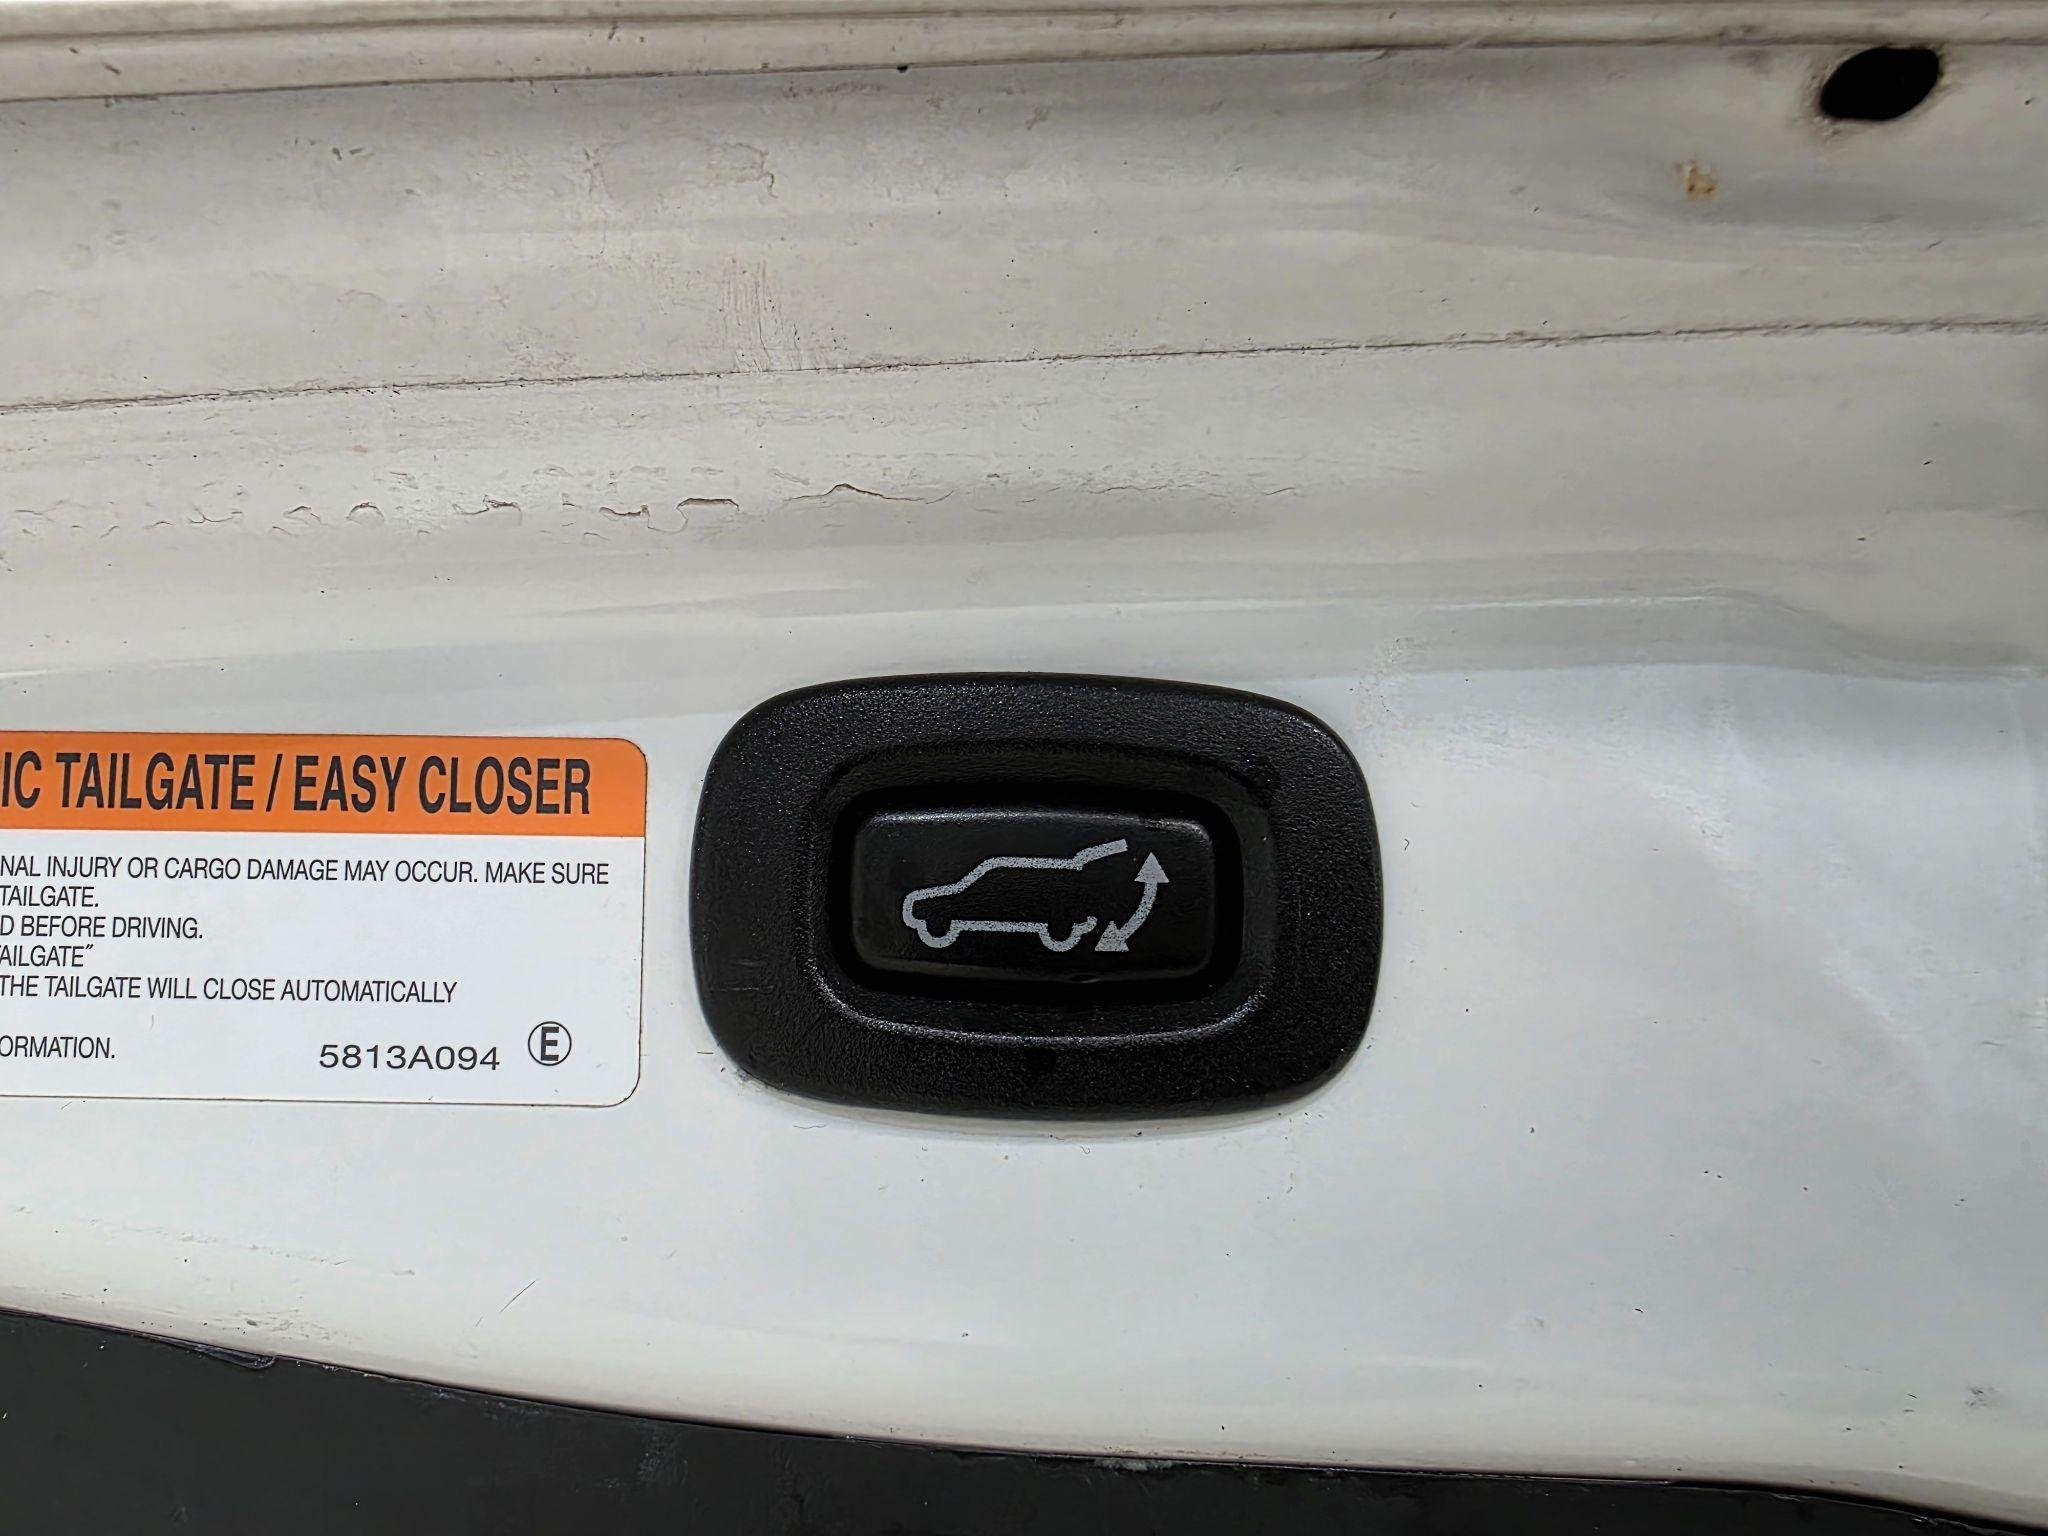 IC TAILGATE / EASY CLOSER
NAL INJURY OR CARGO DAMAGE MAY OCCUR. MAKE SURE
TAILGATE.
D BEFORE DRIVING.
TAILGATE"
THE TAILGATE WILL CLOSE AUTOMATICALLY
ORMATION.
5813A094 E